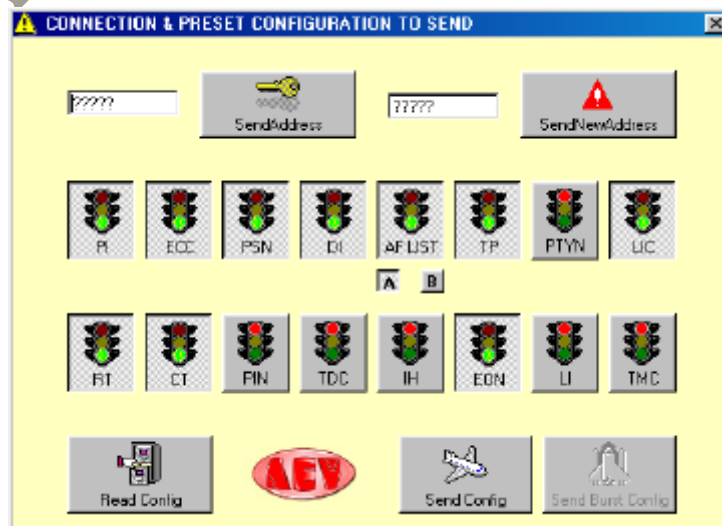 CONNECTION & PRESET CONFIGURATION TO SEND
?????
SendAddress
?????
SendNewAddress
PI ECC PSN DI AF LIST TP PTYN LIC
A B
RT CT PIN TDC IH EON LI TMC
Read Config
AEV
Send Config
Send Burst Config